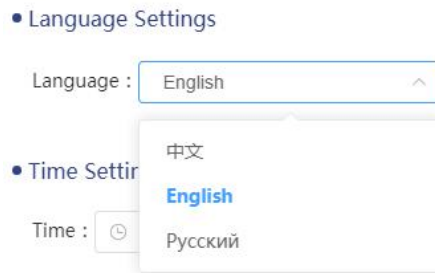 • Language Settings
Language : English
中文
• Time Settin
English
Time :
Русский